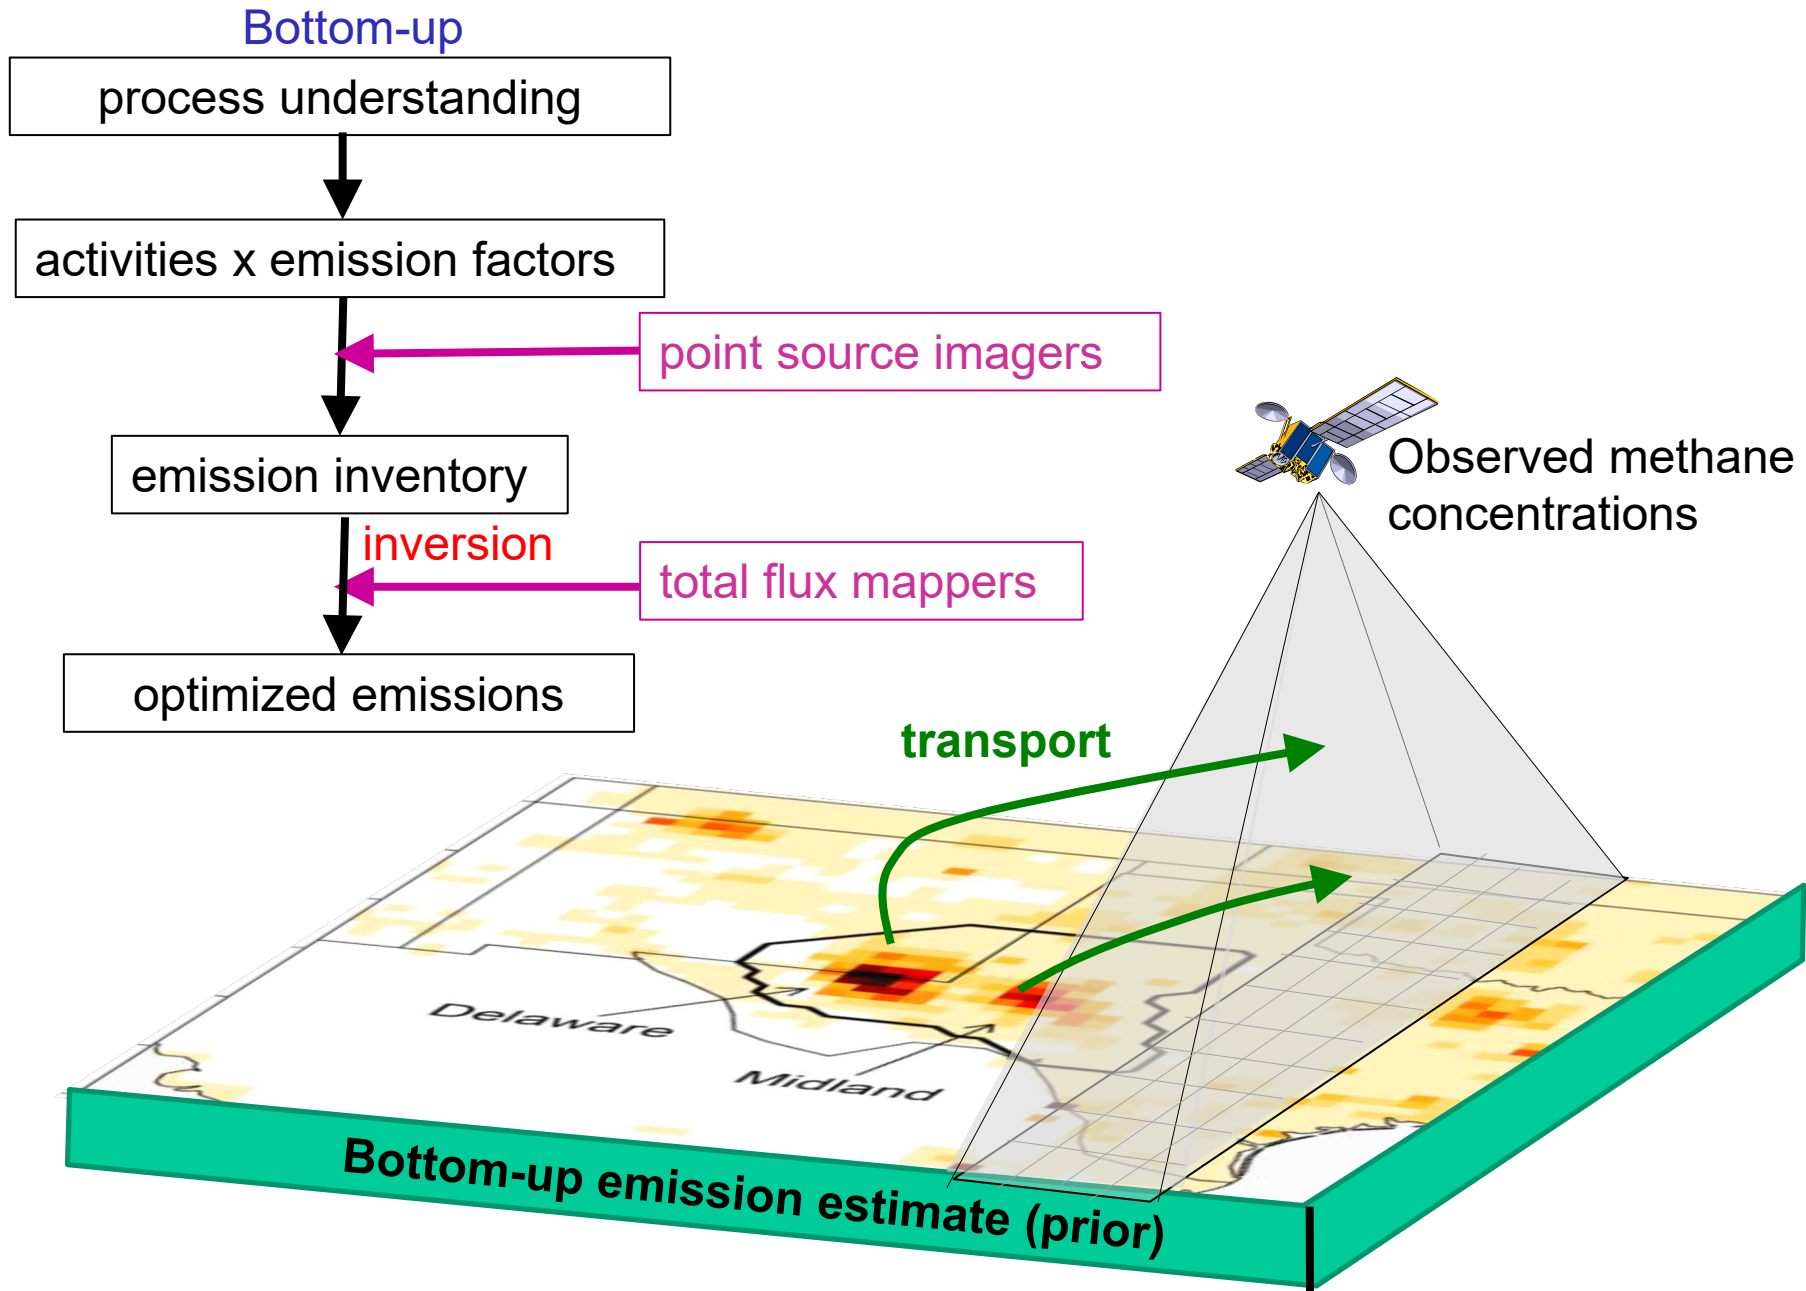 Bottom-up
process understanding
activities x emission factors
point source imagers
emission inventory
Observed methane
concentrations
inversion
total flux mappers
optimized emissions
transport
Delaware
Midland
Bottom-up emission estimate (prior)